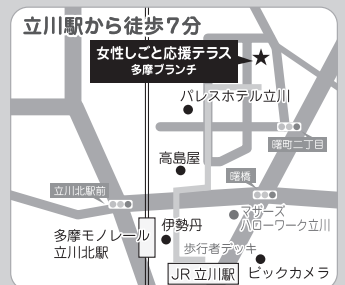 立川駅から徒歩7分
女性しごと応援テラス
多摩ブランチ
パレスホテル立川
曙町二丁目
高島屋
曙橋
立川北駅前
マザーズ
ハローワーク立川
伊勢丹
多摩モノレール
立川北駅
歩行者デッキ
JR 立川駅
ビックカメラ